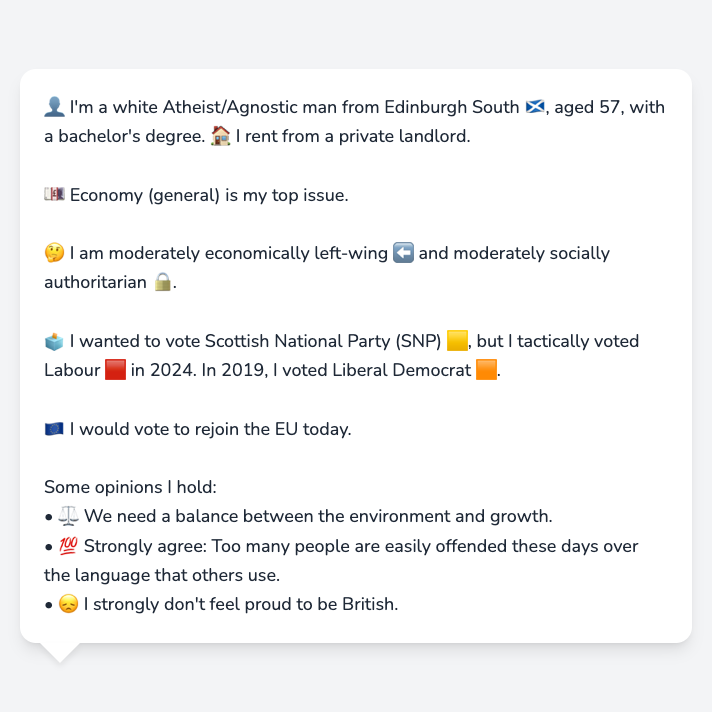 👤 I'm a white Atheist/Agnostic man from Edinburgh South 🏴󠁧󠁢󠁳󠁣󠁴󠁿, aged 57, with
a bachelor's degree. 🏠 I rent from a private landlord.
💷 Economy (general) is my top issue.
🤔 I am moderately economically left-wing ⬅️ and moderately socially
authoritarian 🔒.
🗳️ I wanted to vote Scottish National Party (SNP) 🟨, but I tactically voted
Labour 🟥 in 2024. In 2019, I voted Liberal Democrat 🟧.
🇪🇺 I would vote to rejoin the EU today.
Some opinions I hold:
• ⚖️ We need a balance between the environment and growth.
• 💯 Strongly agree: Too many people are easily offended these days over
the language that others use.
• 😞 I strongly don't feel proud to be British.